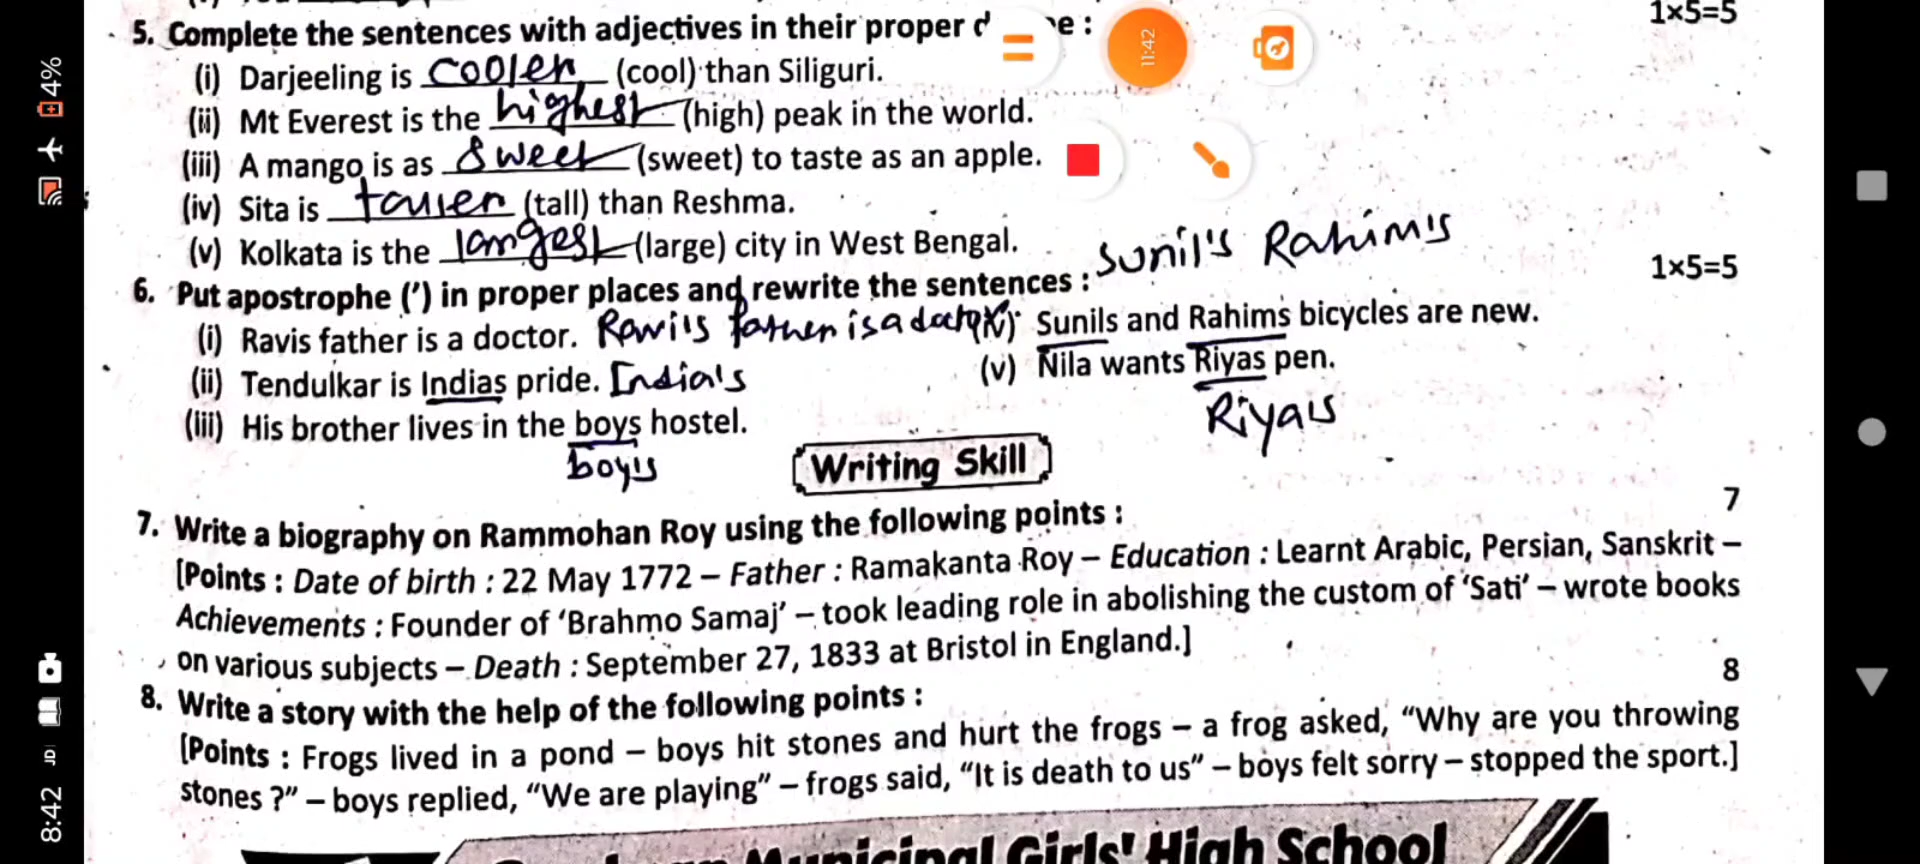 5. Complete the sentences with adjectives in their proper d e : 1×5=5
(i) Darjeeling is cooler (cool) than Siliguri.
(ii) Mt Everest is the highest (high) peak in the world.
(iii) A mango is as sweet (sweet) to taste as an apple.
(iv) Sita is taller (tall) than Reshma.
(v) Kolkata is the largest (large) city in West Bengal.
Sunil's Rahim's
6. Put apostrophe (’) in proper places and rewrite the sentences : 1×5=5
(i) Ravis father is a doctor. Ravi's father is a doctor
(ii) Tendulkar is Indias pride. India's
(iii) His brother lives in the boys hostel.
boy's
Sunils and Rahims bicycles are new.
(v) Nila wants Riyas pen.
Riya's
Writing Skill
7. Write a biography on Rammohan Roy using the following points : 7
[Points : Date of birth : 22 May 1772 – Father : Ramakanta Roy – Education : Learnt Arabic, Persian, Sanskrit –
Achievements : Founder of ‘Brahmo Samaj’ – took leading role in abolishing the custom of ‘Sati’ – wrote books
on various subjects – Death : September 27, 1833 at Bristol in England.]
8. Write a story with the help of the following points : 8
[Points : Frogs lived in a pond – boys hit stones and hurt the frogs – a frog asked, “Why are you throwing
stones ?” – boys replied, “We are playing” – frogs said, “It is death to us” – boys felt sorry – stopped the sport.]
Municipal Girls' High School
11:42
4%
8:42